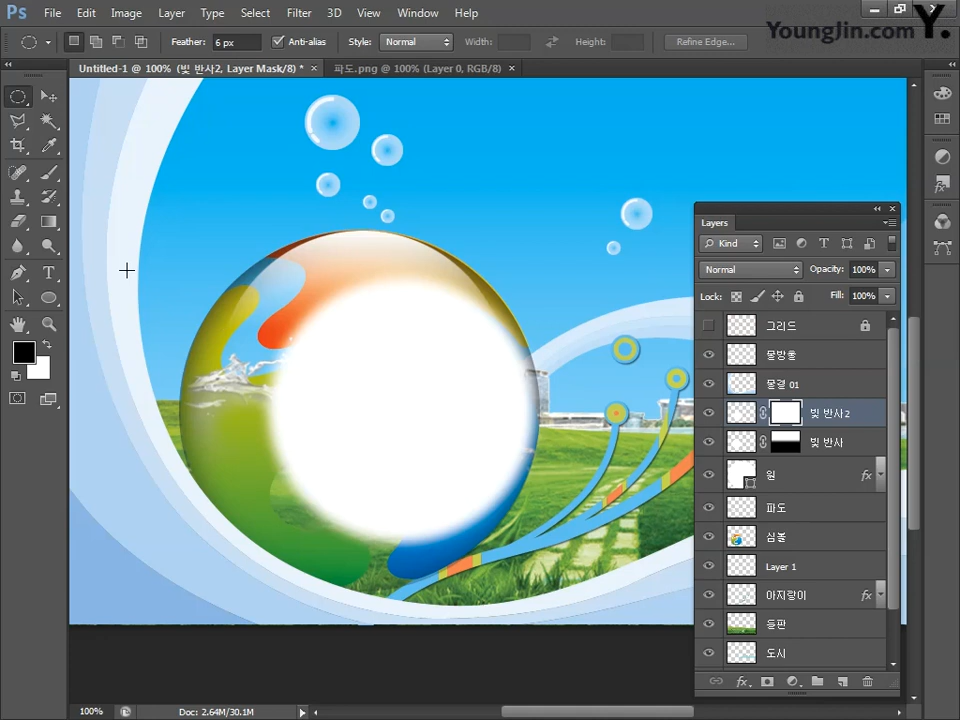 Ps File Edit Image Layer Type Select Filter 3D View Window Help
YoungJin.com Y.
Feather: 6 px Anti-alias Style: Normal Width: Height: Refine Edge...
Untitled-1 @ 100% (빛 반사2, Layer Mask/8) * × 파도.png @ 100% (Layer 0, RGB/8) ×
Layers
Kind
Normal Opacity: 100%
Lock: Fill: 100%
그리드
물방울
물결 01
빛 반사2
빛 반사
원 fx
파도
심볼
Layer 1
아지랑이 fx
들판
도시
fx
100% Doc: 2.64M/30.1M